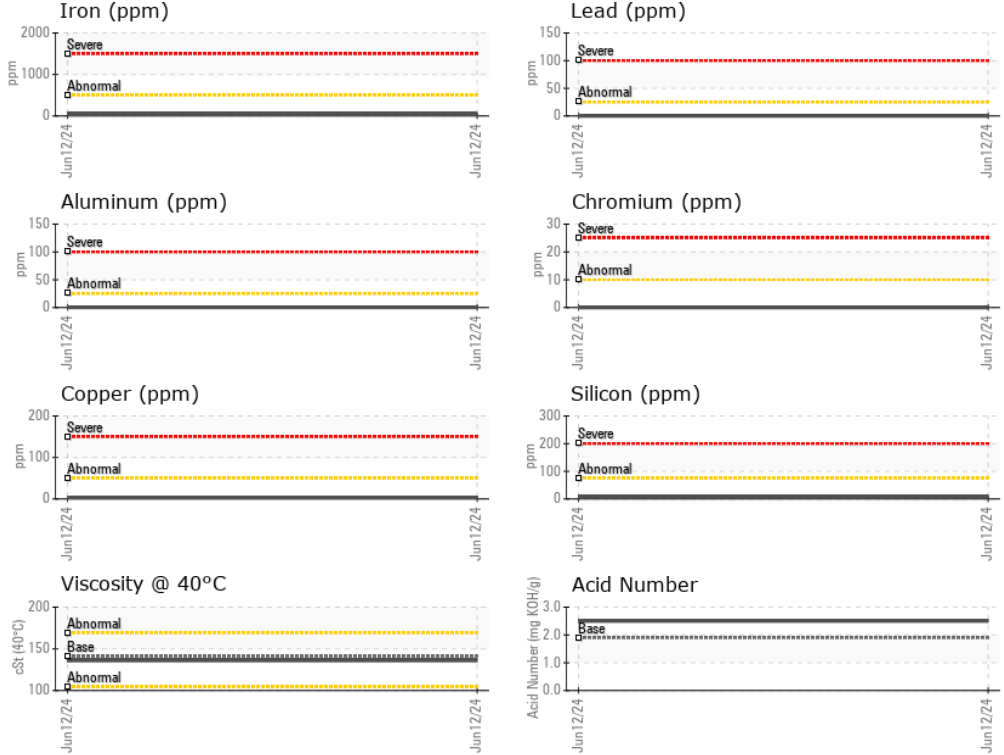 Iron (ppm)
2000
1000
0
ppm
Severe
Abnormal
Jun12/24
Jun12/24
Lead (ppm)
150
100
50
0
ppm
Severe
Abnormal
Jun12/24
Jun12/24
Aluminum (ppm)
150
100
50
0
ppm
Severe
Abnormal
Jun12/24
Jun12/24
Chromium (ppm)
30
20
10
0
ppm
Severe
Abnormal
Jun12/24
Jun12/24
Copper (ppm)
200
100
0
ppm
Severe
Abnormal
Jun12/24
Jun12/24
Silicon (ppm)
300
200
100
0
ppm
Severe
Abnormal
Jun12/24
Jun12/24
Viscosity @ 40°C
200
150
100
cSt (40°C)
Abnormal
Base
Abnormal
Jun12/24
Jun12/24
Acid Number
3.0
2.0
1.0
0.0
Acid Number (mg KOH/g)
Base
Jun12/24
Jun12/24